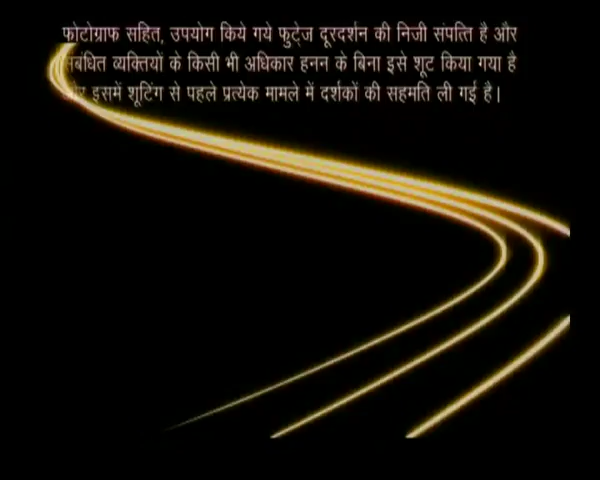 फोटोग्राफ सहित, उपयोग किये गये फुट्रेज दूरदर्शन की निजी संपत्ति है और
संबंधित व्यक्तियों के किसी भी अधिकार हनन के बिना इसे शूट किया गया है
और इसमें शूटिंग से पहले प्रत्येक मामले में दर्शकों की सहमति ली गई है।